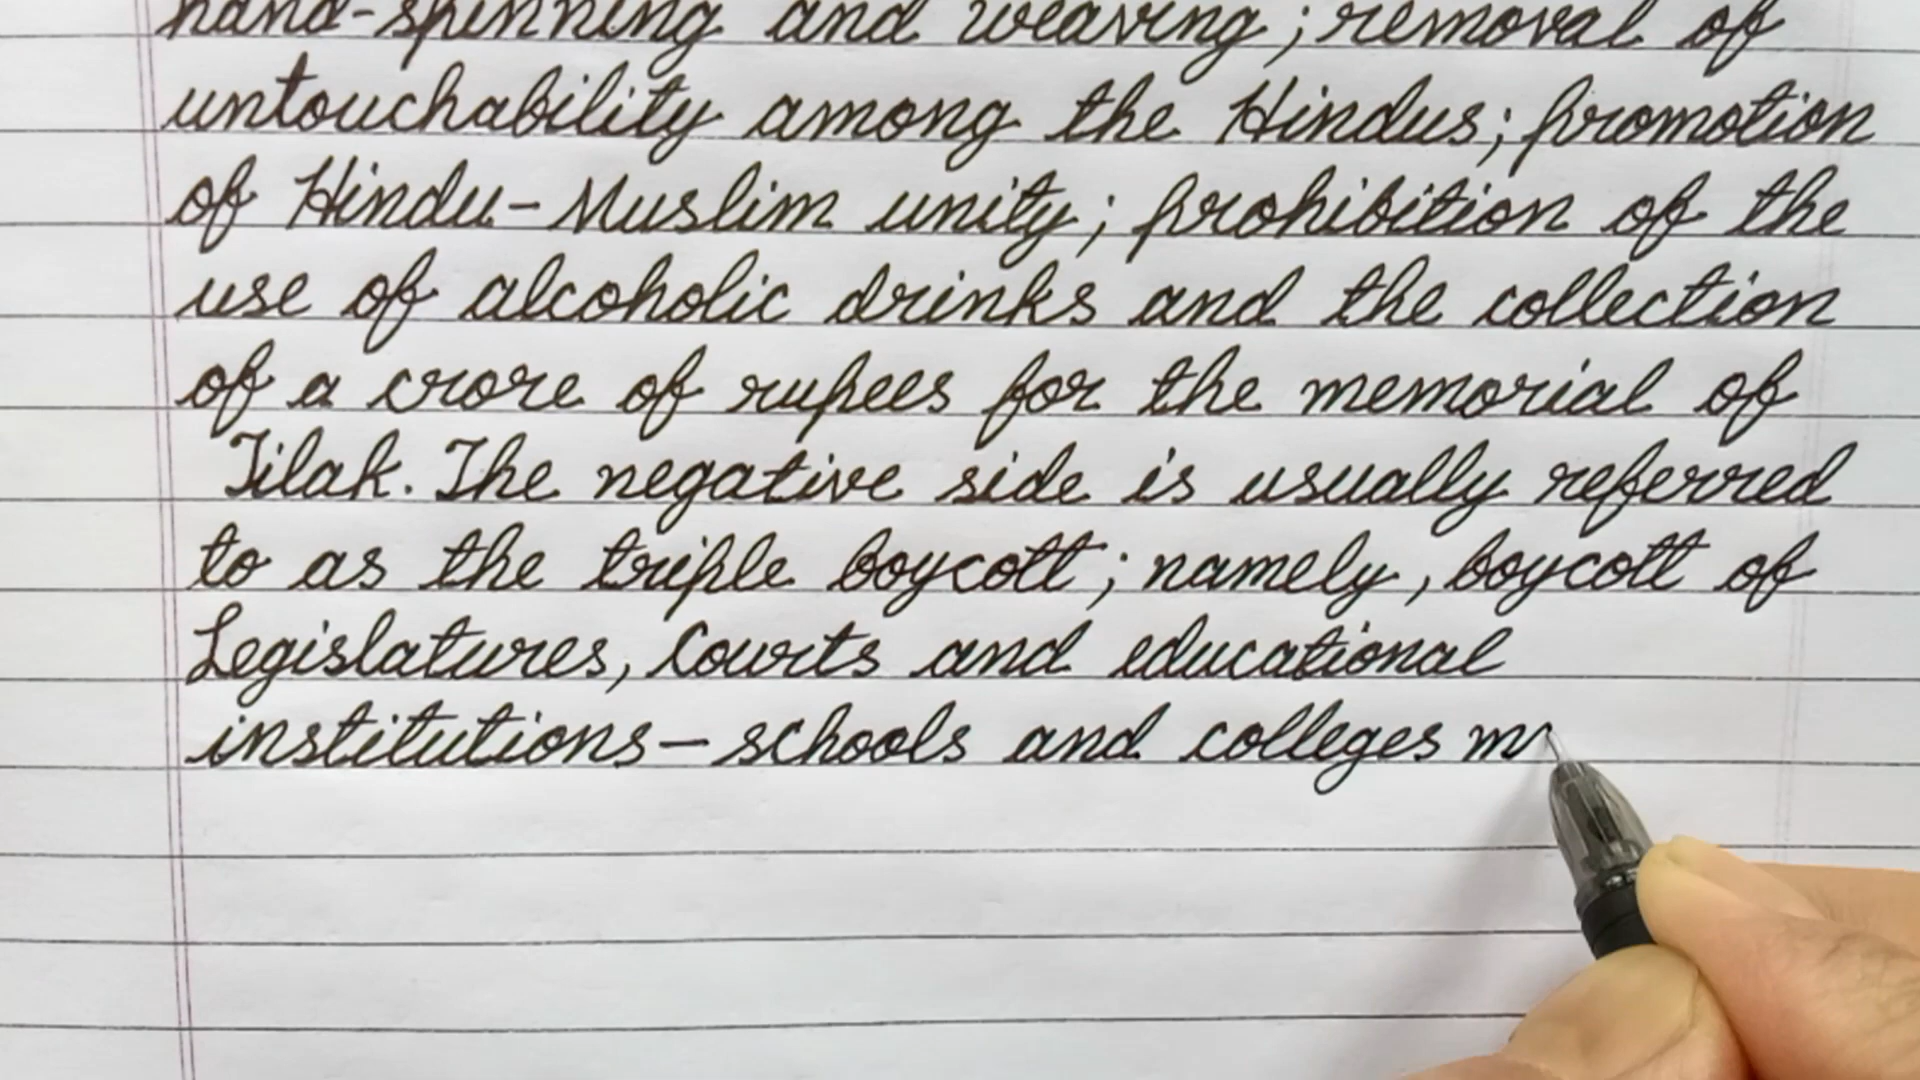 hand-spinning and weaving; removal of
untouchability among the Hindus; promotion
of Hindu-Muslim unity; prohibition of the
use of alcoholic drinks and the collection
of a crore of rupees for the memorial of
Tilak. The negative side is usually referred
to as the triple boycott; namely, boycott of
Legislatures, Courts and educational
institutions—schools and colleges m